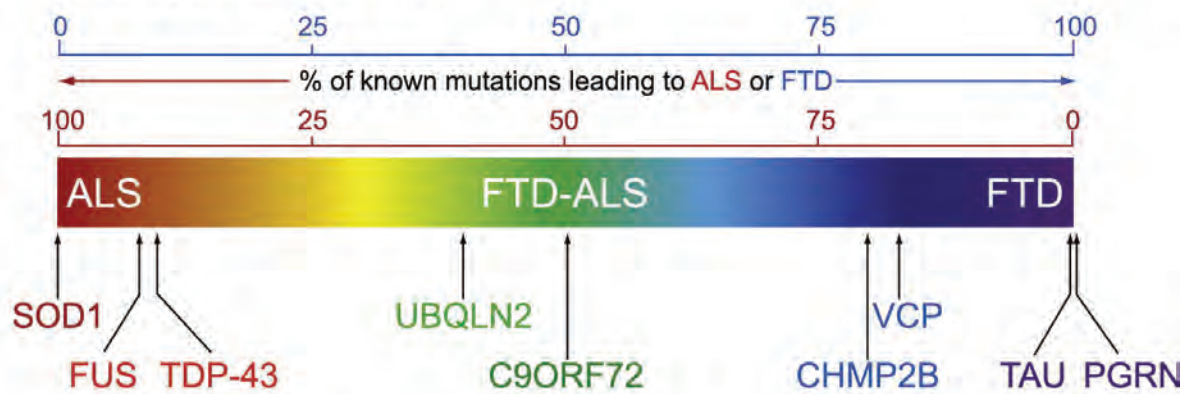 0 25 50 75 100
% of known mutations leading to ALS or FTD
100 25 50 75 0
ALS FTD-ALS FTD
SOD1 UBQLN2 VCP
FUS TDP-43 C9ORF72 CHMP2B TAU PGRN